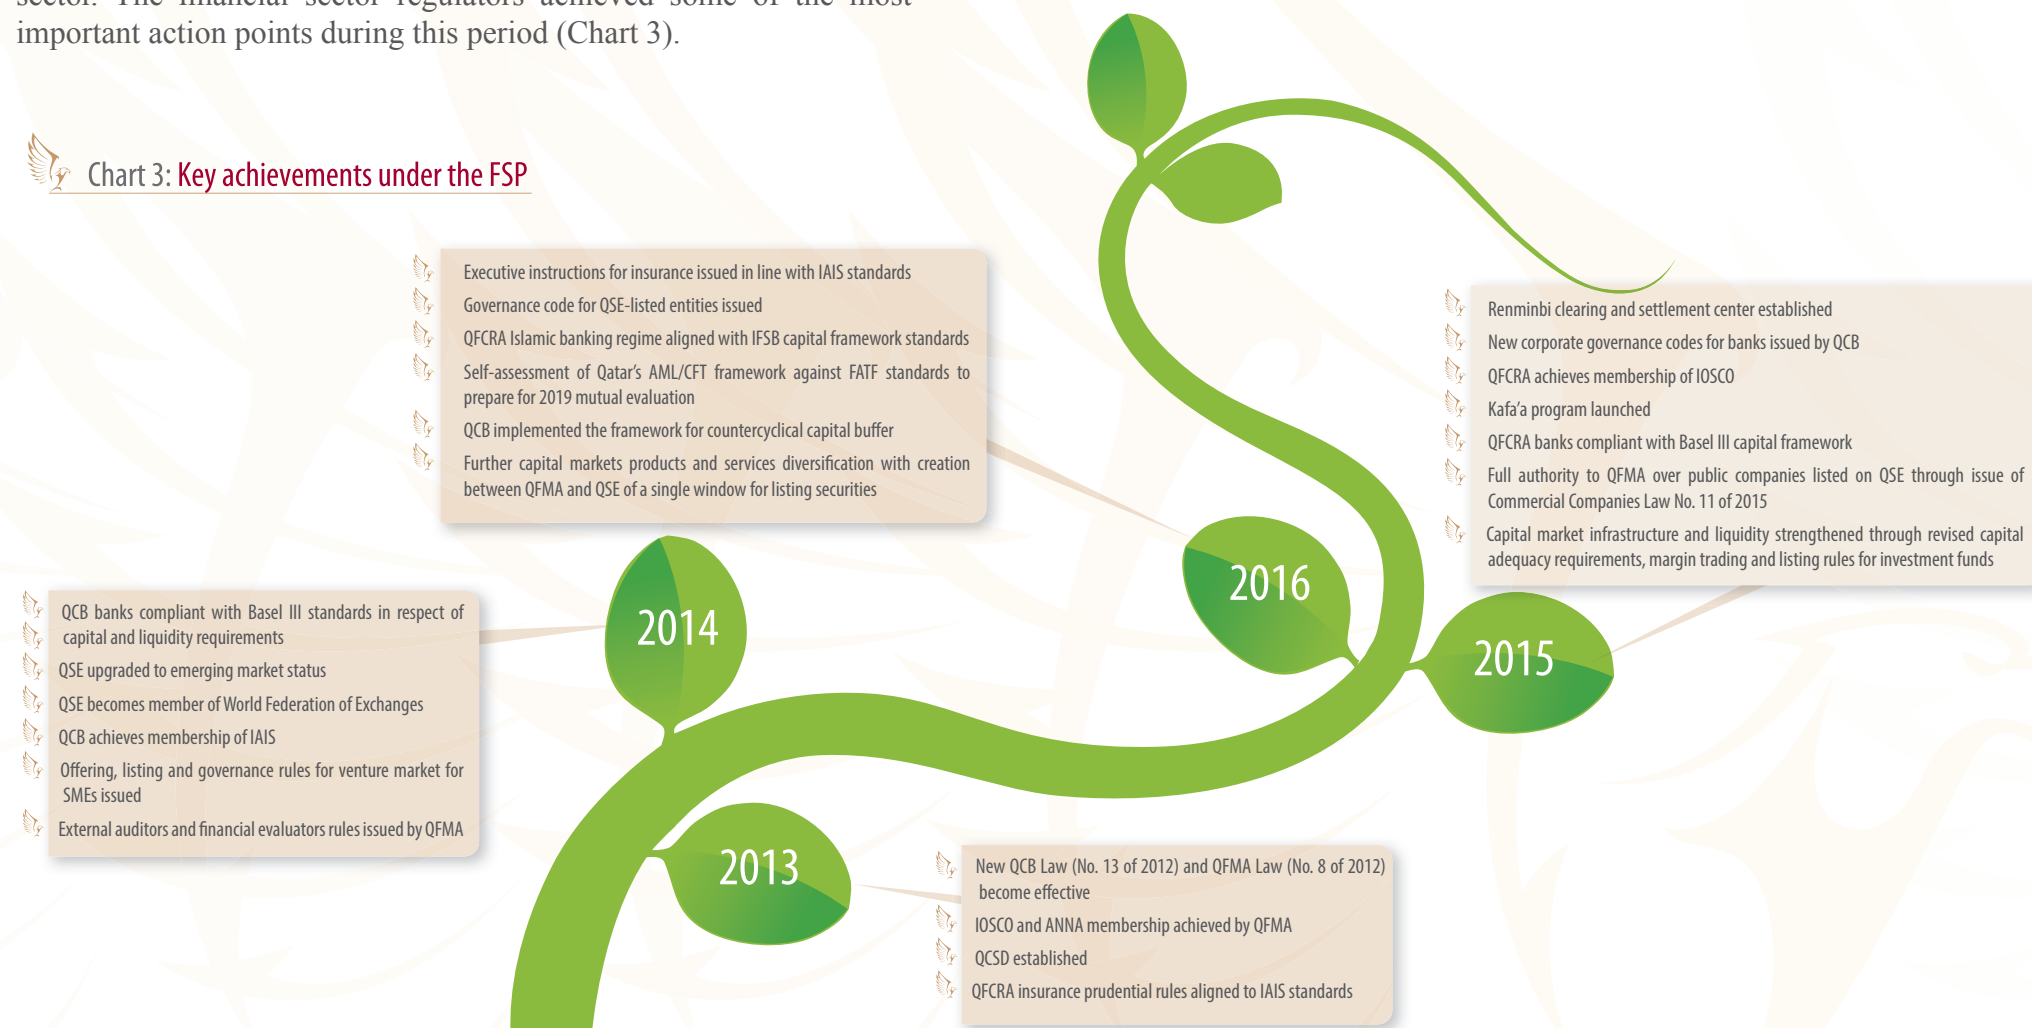 sector. The financial sector regulators achieved some of the most
important action points during this period (Chart 3).
Chart 3: Key achievements under the FSP
Executive instructions for insurance issued in line with IAIS standards
Governance code for QSE-listed entities issued
QFCRA Islamic banking regime aligned with IFSB capital framework standards
Self-assessment of Qatar's AML/CFT framework against FATF standards to
prepare for 2019 mutual evaluation
QCB implemented the framework for countercyclical capital buffer
Further capital markets products and services diversification with creation
between QFMA and QSE of a single window for listing securities
2016
Renminbi clearing and settlement center established
New corporate governance codes for banks issued by QCB
QFCRA achieves membership of IOSCO
Kafa'a program launched
QFCRA banks compliant with Basel III capital framework
Full authority to QFMA over public companies listed on QSE through issue of
Commercial Companies Law No. 11 of 2015
Capital market infrastructure and liquidity strengthened through revised capital
adequacy requirements, margin trading and listing rules for investment funds
2015
QCB banks compliant with Basel III standards in respect of
capital and liquidity requirements
QSE upgraded to emerging market status
QSE becomes member of World Federation of Exchanges
QCB achieves membership of IAIS
Offering, listing and governance rules for venture market for
SMEs issued
External auditors and financial evaluators rules issued by QFMA
2014
2013
New QCB Law (No. 13 of 2012) and QFMA Law (No. 8 of 2012)
become effective
IOSCO and ANNA membership achieved by QFMA
QCSD established
QFCRA insurance prudential rules aligned to IAIS standards